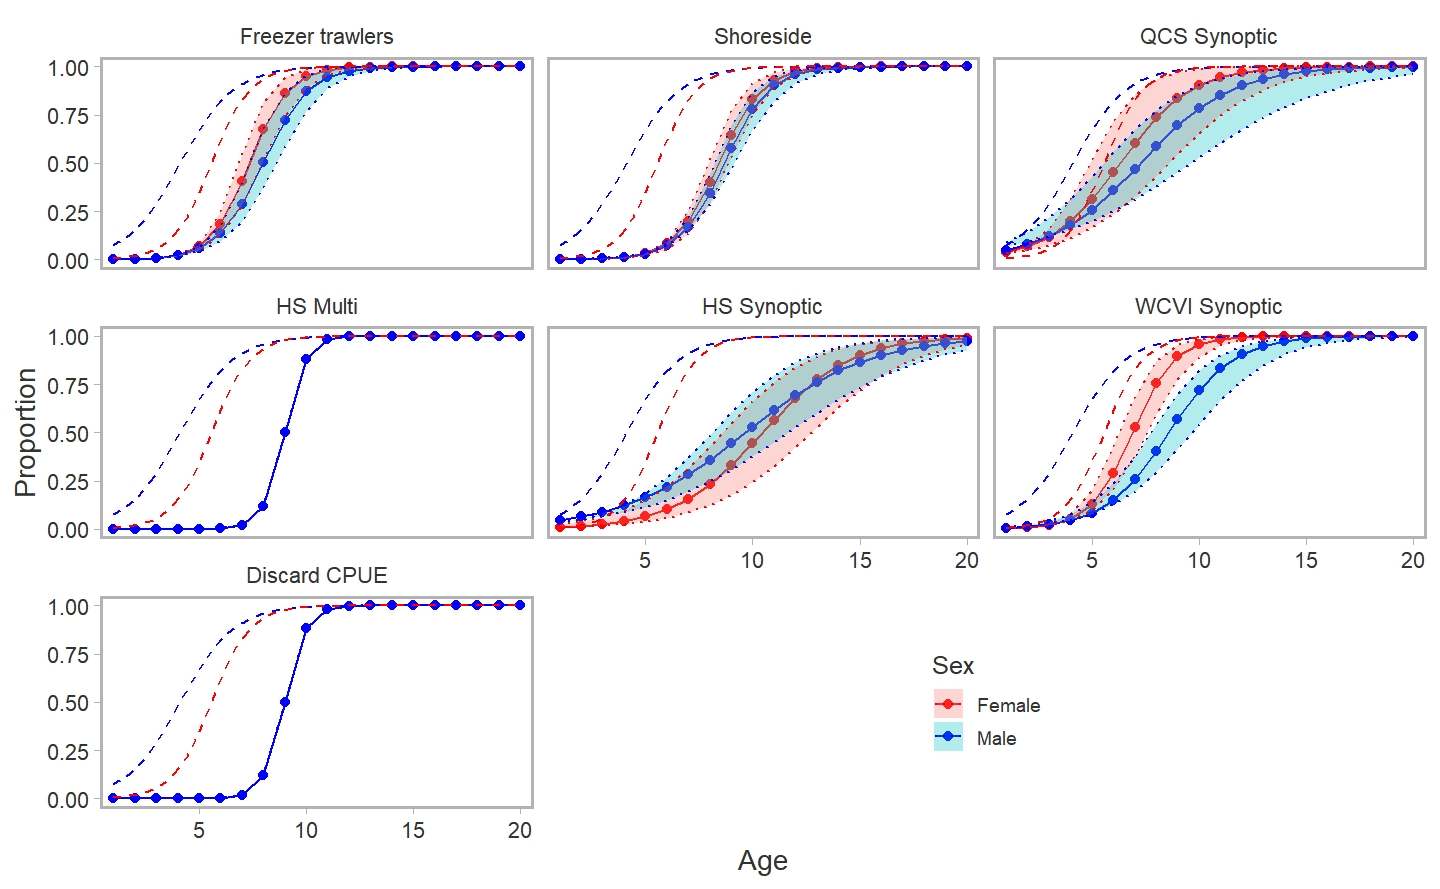 Freezer trawlers
Shoreside
QCS Synoptic
1.00
0.75
0.50
0.25
0.00
HS Multi
HS Synoptic
WCVI Synoptic
1.00
0.75
0.50
0.25
0.00
5 10 15 20
5 10 15 20
Proportion
Discard CPUE
1.00
0.75
0.50
0.25
0.00
5 10 15 20
Sex
Female
Male
Age